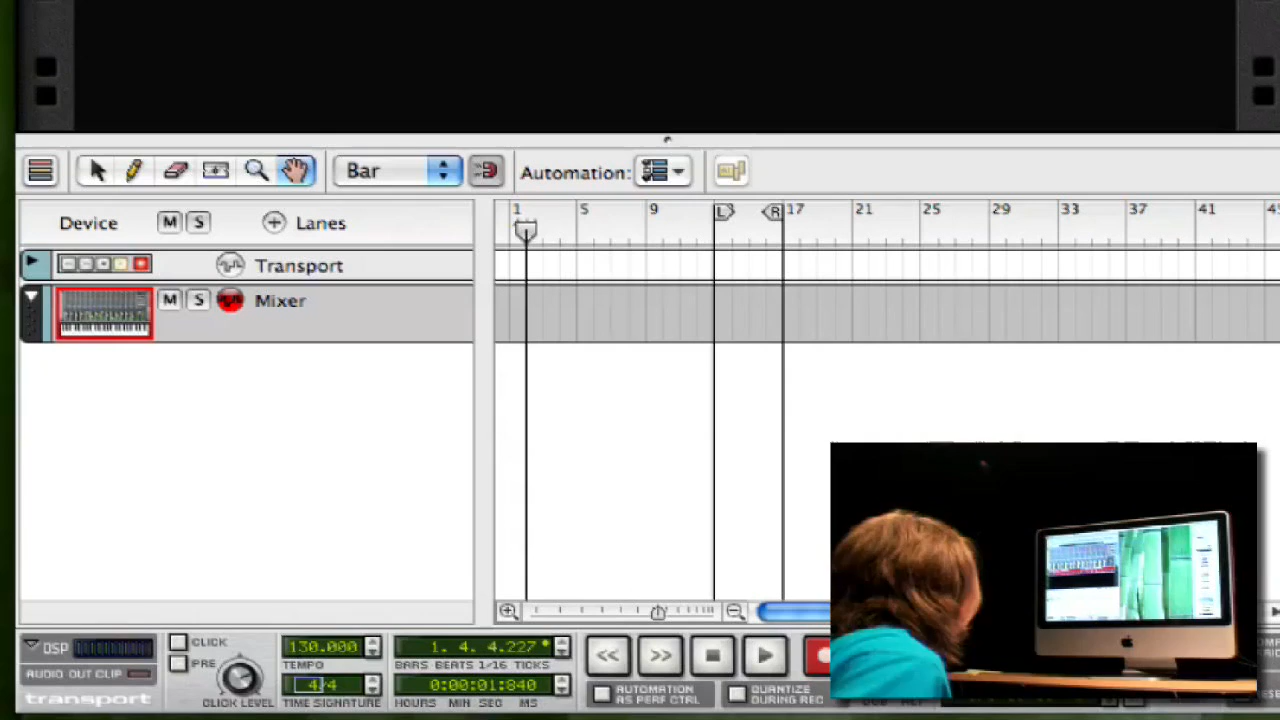 Bar
Automation:
1 5 9 L R 17 21 25 29 33 37 41
Device M S Lanes
Transport
M S Mixer
DSP
AUDIO OUT CLIP
transport
CLICK
PRE
CLICK LEVEL
130.000
TEMPO
4/4
TIME SIGNATURE
1. 4. 4.227
BARS BEATS 1/16 TICKS
0:00:01:840
HOURS MIN SEC MS
AUTOMATION
AS PERF CTRL
QUANTIZE
DURING REC